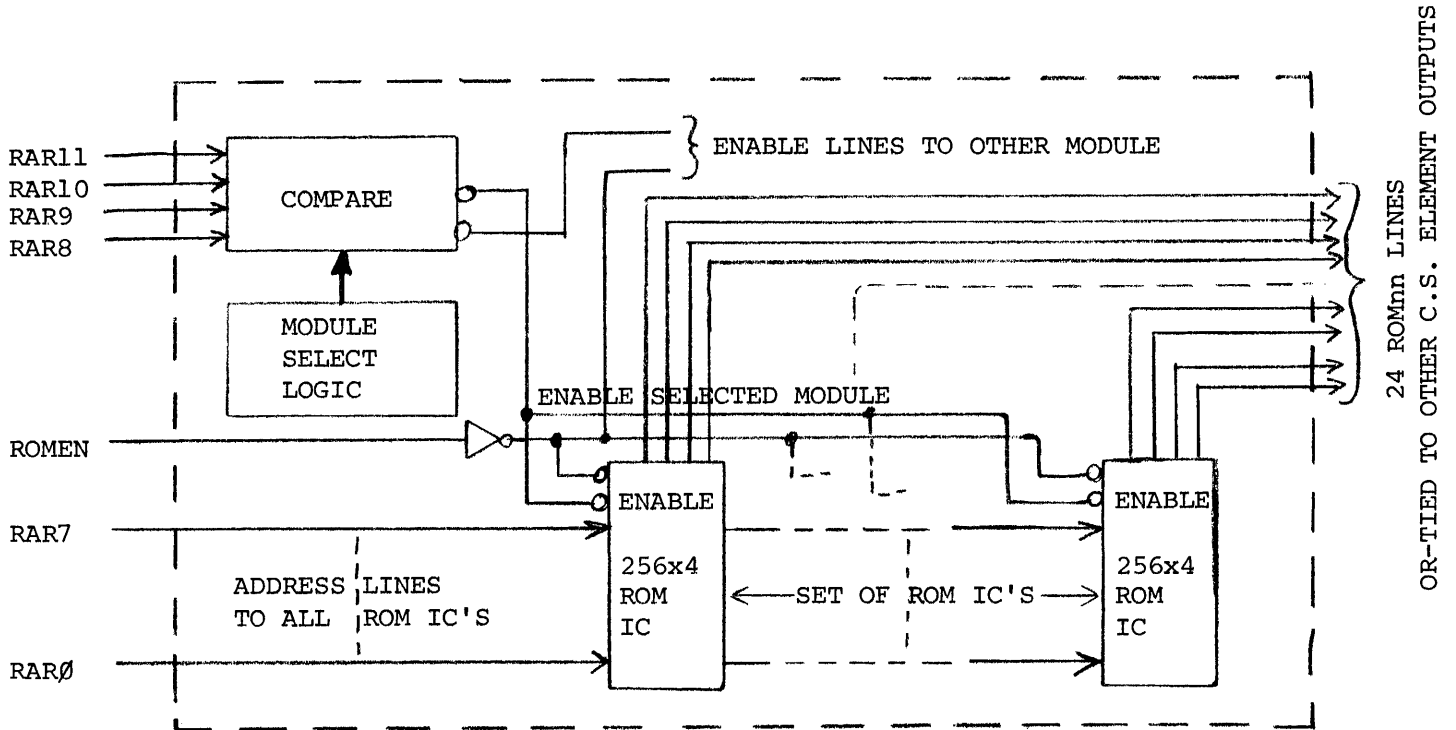 RAR11
RAR10
RAR9
RAR8
COMPARE
ENABLE LINES TO OTHER MODULE
MODULE
SELECT
LOGIC
ENABLE SELECTED MODULE
ROMEN
ENABLE
ENABLE
RAR7
256x4
ROM
IC
256x4
ROM
IC
ADDRESS LINES
TO ALL ROM IC'S
SET OF ROM IC'S
RARØ
24 ROMnn LINES
OR-TIED TO OTHER C.S. ELEMENT OUTPUTS